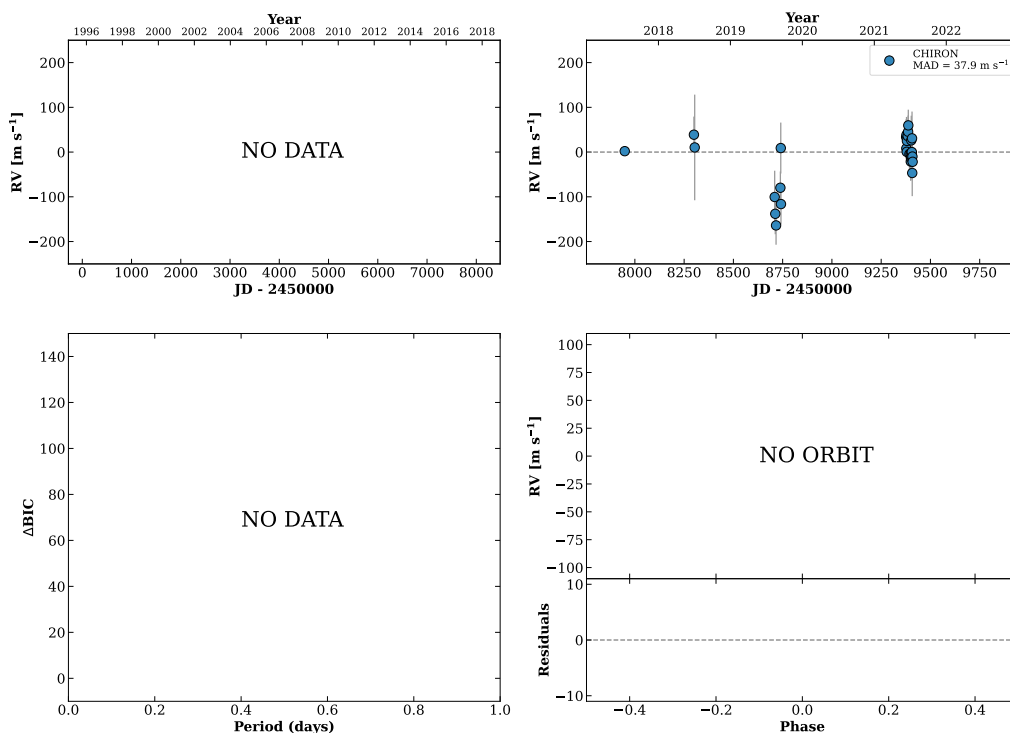 Year
1996 1998 2000 2002 2004 2006 2008 2010 2012 2014 2016 2018
200
100
0
−100
−200
RV [m s⁻¹]
NO DATA
0 1000 2000 3000 4000 5000 6000 7000 8000
JD - 2450000
Year
2018 2019 2020 2021 2022
CHIRON
MAD = 37.9 m s⁻¹
200
100
0
−100
−200
RV [m s⁻¹]
8000 8250 8500 8750 9000 9250 9500 9750
JD - 2450000
140
120
100
80
60
40
20
0
ΔBIC
NO DATA
0.0 0.2 0.4 0.6 0.8 1.0
Period (days)
100
75
50
25
0
−25
−50
−75
−100
RV [m s⁻¹]
NO ORBIT
10
0
−10
Residuals
−0.4 −0.2 0.0 0.2 0.4
Phase